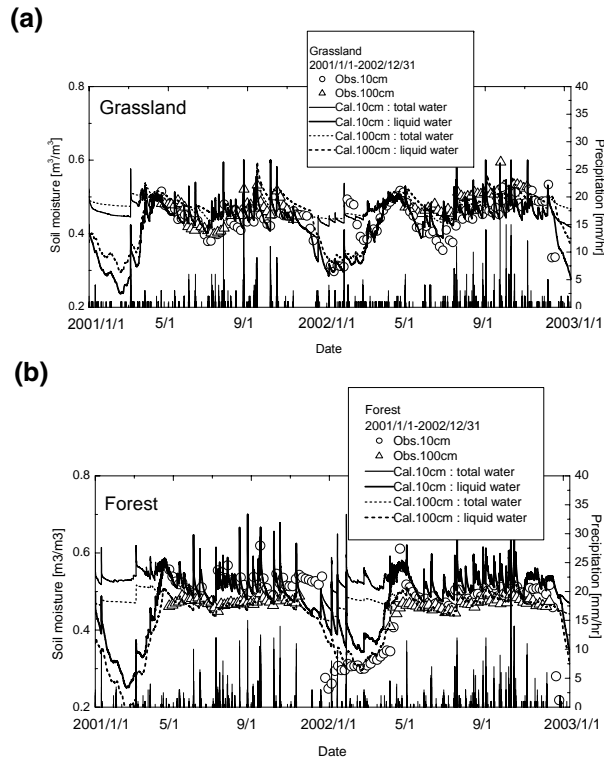 (a)
Grassland
2001/1/1-2002/12/31
Obs.10cm
Obs.100cm
Cal.10cm : total water
Cal.10cm : liquid water
Cal.100cm : total water
Cal.100cm : liquid water
Grassland
0.8
0.6
0.4
0.2
Soil moisture [m³/m³]
40
35
30
25
20
15
10
5
0
Precipitation [mm/hr]
2001/1/1
5/1
9/1
2002/1/1
5/1
9/1
2003/1/1
Date
(b)
Forest
2001/1/1-2002/12/31
Obs.10cm
Obs.100cm
Cal.10cm : total water
Cal.10cm : liquid water
Cal.100cm : total water
Cal.100cm : liquid water
Forest
0.8
0.6
0.4
0.2
Soil moisture [m3/m3]
40
35
30
25
20
15
10
5
0
Precipitation [mm/hr]
2001/1/1
5/1
9/1
2002/1/1
5/1
9/1
2003/1/1
Date